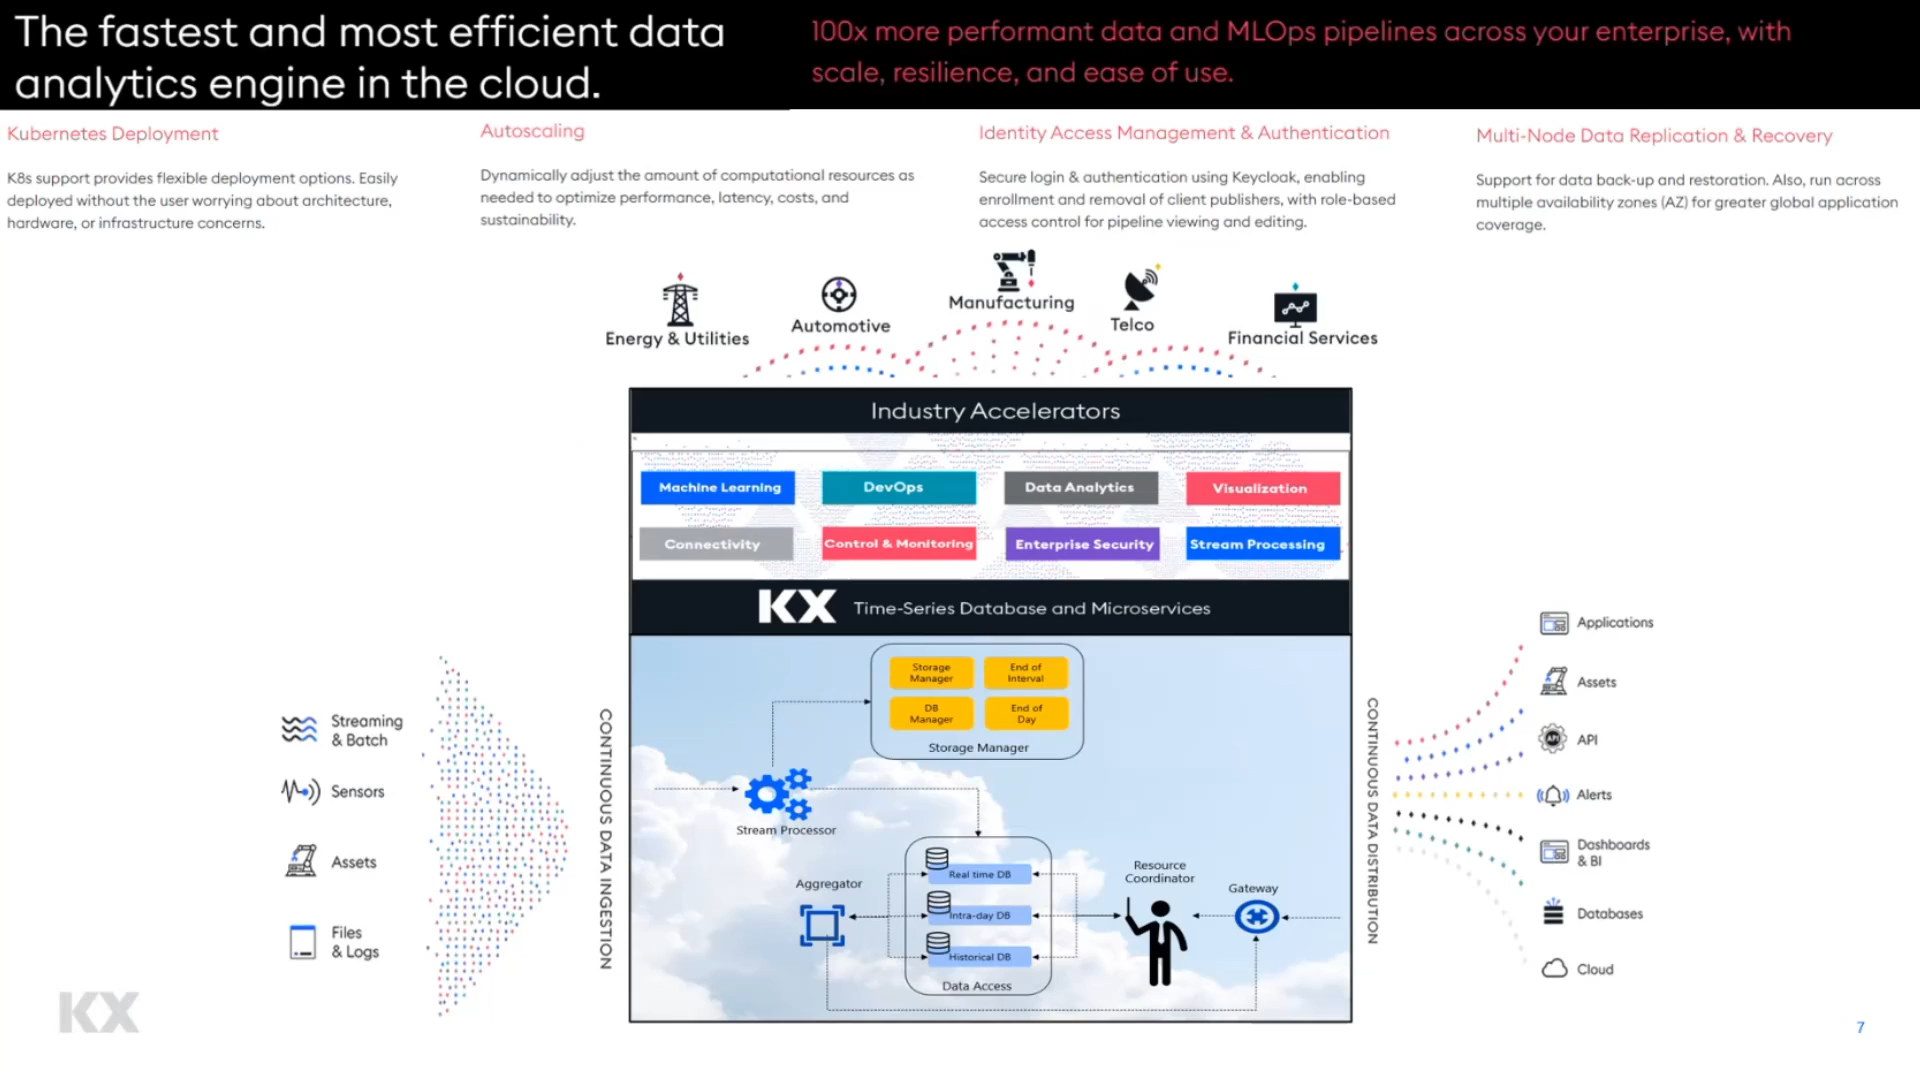 The fastest and most efficient data
analytics engine in the cloud.
100x more performant data and MLOps pipelines across your enterprise, with
scale, resilience, and ease of use.
Kubernetes Deployment
K8s support provides flexible deployment options. Easily
deployed without the user worrying about architecture,
hardware, or infrastructure concerns.
Autoscaling
Dynamically adjust the amount of computational resources as
needed to optimize performance, latency, costs, and
sustainability.
Identity Access Management & Authentication
Secure login & authentication using Keycloak, enabling
enrollment and removal of client publishers, with role-based
access control for pipeline viewing and editing.
Multi-Node Data Replication & Recovery
Support for data back-up and restoration. Also, run across
multiple availability zones (AZ) for greater global application
coverage.
Energy & Utilities
Automotive
Manufacturing
Telco
Financial Services
Industry Accelerators
Machine Learning
DevOps
Data Analytics
Visualization
Connectivity
Control & Monitoring
Enterprise Security
Stream Processing
KX Time-Series Database and Microservices
Streaming
& Batch
Sensors
Assets
Files
& Logs
CONTINUOUS DATA INGESTION
Storage
Manager
End of
Interval
DB
Manager
End of
Day
Storage Manager
Stream Processor
Aggregator
Real time DB
Intra-day DB
Historical DB
Data Access
Resource
Coordinator
Gateway
CONTINUOUS DATA DISTRIBUTION
Applications
Assets
API
API
Alerts
Dashboards
& BI
Databases
Cloud
KX
7